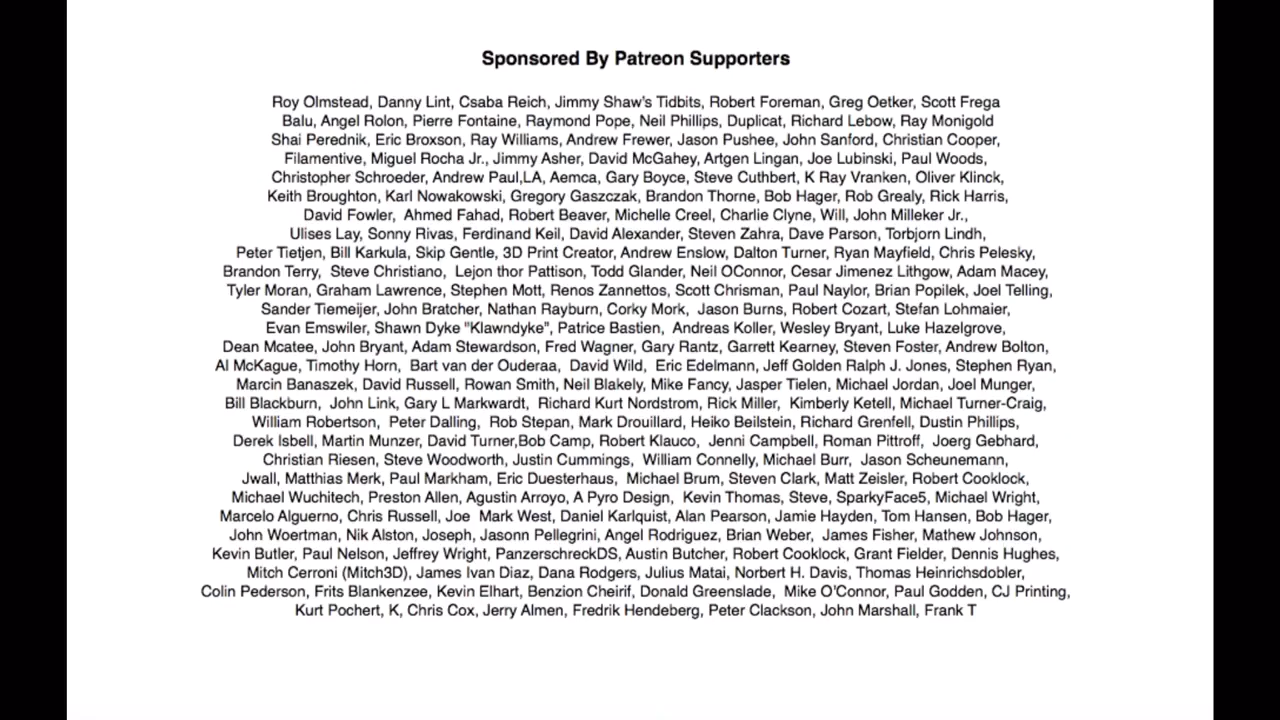 Sponsored By Patreon Supporters
Roy Olmstead, Danny Lint, Csaba Reich, Jimmy Shaw's Tidbits, Robert Foreman, Greg Oetker, Scott Frega
Balu, Angel Rolon, Pierre Fontaine, Raymond Pope, Neil Phillips, Duplicat, Richard Lebow, Ray Monigold
Shai Perednik, Eric Broxson, Ray Williams, Andrew Frewer, Jason Pushee, John Sanford, Christian Cooper,
Filamentive, Miguel Rocha Jr., Jimmy Asher, David McGahey, Artgen Lingan, Joe Lubinski, Paul Woods,
Christopher Schroeder, Andrew Paul,LA, Aemca, Gary Boyce, Steve Cuthbert, K Ray Vranken, Oliver Klinck,
Keith Broughton, Karl Nowakowski, Gregory Gaszczak, Brandon Thorne, Bob Hager, Rob Grealy, Rick Harris,
David Fowler,  Ahmed Fahad, Robert Beaver, Michelle Creel, Charlie Clyne, Will, John Milleker Jr.,
Ulises Lay, Sonny Rivas, Ferdinand Keil, David Alexander, Steven Zahra, Dave Parson, Torbjorn Lindh,
Peter Tietjen, Bill Karkula, Skip Gentle, 3D Print Creator, Andrew Enslow, Dalton Turner, Ryan Mayfield, Chris Pelesky,
Brandon Terry,  Steve Christiano,  Lejon thor Pattison, Todd Glander, Neil OConnor, Cesar Jimenez Lithgow, Adam Macey,
Tyler Moran, Graham Lawrence, Stephen Mott, Renos Zannettos, Scott Chrisman, Paul Naylor, Brian Popilek, Joel Telling,
Sander Tiemeijer, John Bratcher, Nathan Rayburn, Corky Mork,  Jason Burns, Robert Cozart, Stefan Lohmaier,
Evan Emswiler, Shawn Dyke "Klawndyke", Patrice Bastien,  Andreas Koller, Wesley Bryant, Luke Hazelgrove,
Dean Mcatee, John Bryant, Adam Stewardson, Fred Wagner, Gary Rantz, Garrett Kearney, Steven Foster, Andrew Bolton,
Al McKague, Timothy Horn,  Bart van der Ouderaa,  David Wild,  Eric Edelmann, Jeff Golden Ralph J. Jones, Stephen Ryan,
Marcin Banaszek, David Russell, Rowan Smith, Neil Blakely, Mike Fancy, Jasper Tielen, Michael Jordan, Joel Munger,
Bill Blackburn,  John Link, Gary L Markwardt,  Richard Kurt Nordstrom, Rick Miller,  Kimberly Ketell, Michael Turner-Craig,
William Robertson,  Peter Dalling,  Rob Stepan, Mark Drouillard, Heiko Beilstein, Richard Grenfell, Dustin Phillips,
Derek Isbell, Martin Munzer, David Turner,Bob Camp, Robert Klauco,  Jenni Campbell, Roman Pittroff,  Joerg Gebhard,
Christian Riesen, Steve Woodworth, Justin Cummings,  William Connelly, Michael Burr,  Jason Scheunemann,
Jwall, Matthias Merk, Paul Markham, Eric Duesterhaus,  Michael Brum, Steven Clark, Matt Zeisler, Robert Cooklock,
Michael Wuchitech, Preston Allen, Agustin Arroyo, A Pyro Design,  Kevin Thomas, Steve, SparkyFace5, Michael Wright,
Marcelo Alguerno, Chris Russell, Joe  Mark West, Daniel Karlquist, Alan Pearson, Jamie Hayden, Tom Hansen, Bob Hager,
John Woertman, Nik Alston, Joseph, Jasonn Pellegrini, Angel Rodriguez, Brian Weber,  James Fisher, Mathew Johnson,
Kevin Butler, Paul Nelson, Jeffrey Wright, PanzerschreckDS, Austin Butcher, Robert Cooklock, Grant Fielder, Dennis Hughes,
Mitch Cerroni (Mitch3D), James Ivan Diaz, Dana Rodgers, Julius Matai, Norbert H. Davis, Thomas Heinrichsdobler,
Colin Pederson, Frits Blankenzee, Kevin Elhart, Benzion Cheirif, Donald Greenslade,  Mike O'Connor, Paul Godden, CJ Printing,
Kurt Pochert, K, Chris Cox, Jerry Almen, Fredrik Hendeberg, Peter Clackson, John Marshall, Frank T